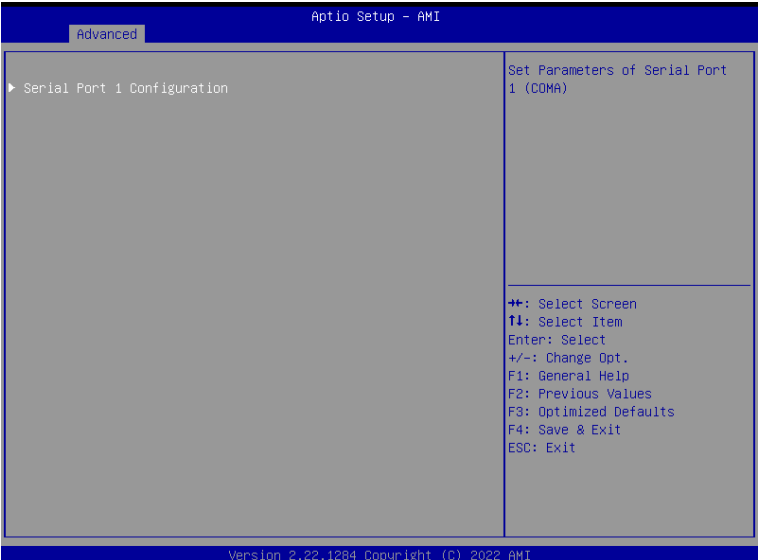 Aptio Setup – AMI
Advanced
▶ Serial Port 1 Configuration
Set Parameters of Serial Port
1 (COMA)
→←: Select Screen
↑↓: Select Item
Enter: Select
+/-: Change Opt.
F1: General Help
F2: Previous Values
F3: Optimized Defaults
F4: Save & Exit
ESC: Exit
Version 2.22.1284 Copyright (C) 2022 AMI